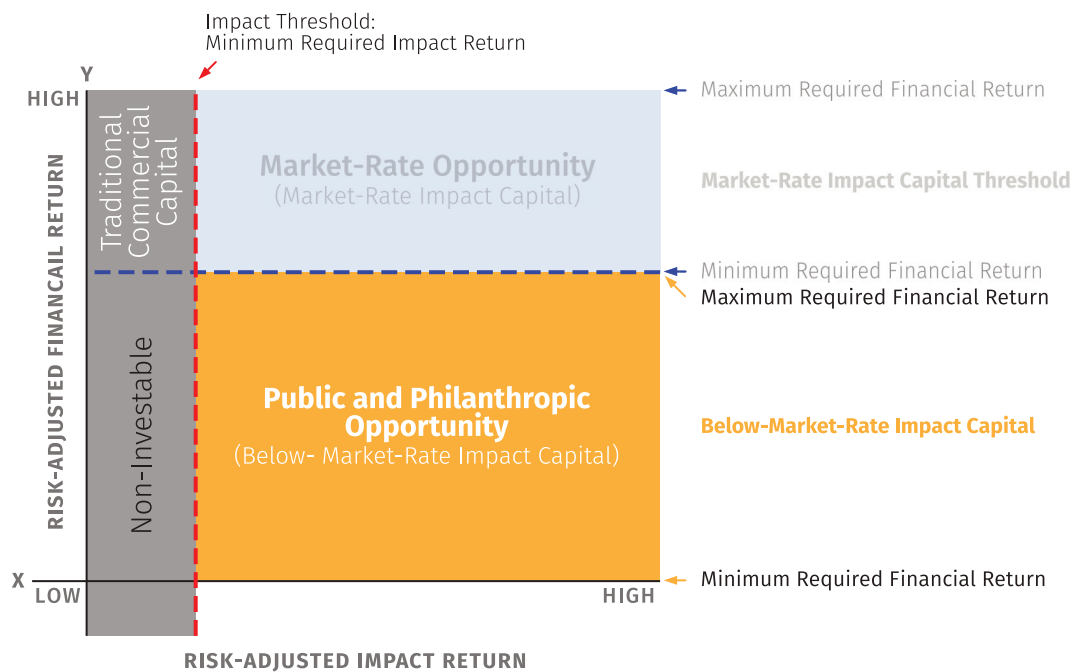 Impact Threshold:
Minimum Required Impact Return
Y
HIGH
Traditional
Commercial
Capital
Market-Rate Opportunity
(Market-Rate Impact Capital)
Maximum Required Financial Return
Market-Rate Impact Capital Threshold
Minimum Required Financial Return
Maximum Required Financial Return
RISK-ADJUSTED FINANCAIL RETURN
Non-Investable
Public and Philanthropic
Opportunity
(Below- Market-Rate Impact Capital)
Below-Market-Rate Impact Capital
X
LOW
HIGH
Minimum Required Financial Return
RISK-ADJUSTED IMPACT RETURN